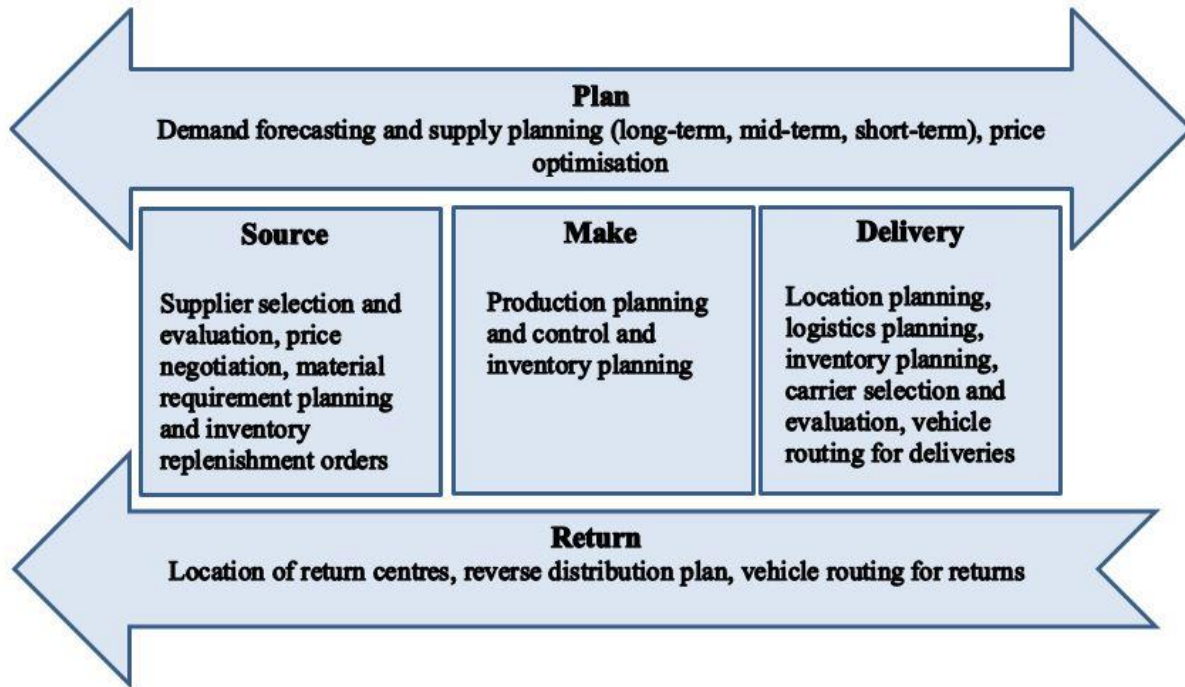 Plan
Demand forecasting and supply planning (long-term, mid-term, short-term), price
optimisation
Source
Supplier selection and
evaluation, price
negotiation, material
requirement planning
and inventory
replenishment orders
Make
Production planning
and control and
inventory planning
Delivery
Location planning,
logistics planning,
inventory planning,
carrier selection and
evaluation, vehicle
routing for deliveries
Return
Location of return centres, reverse distribution plan, vehicle routing for returns